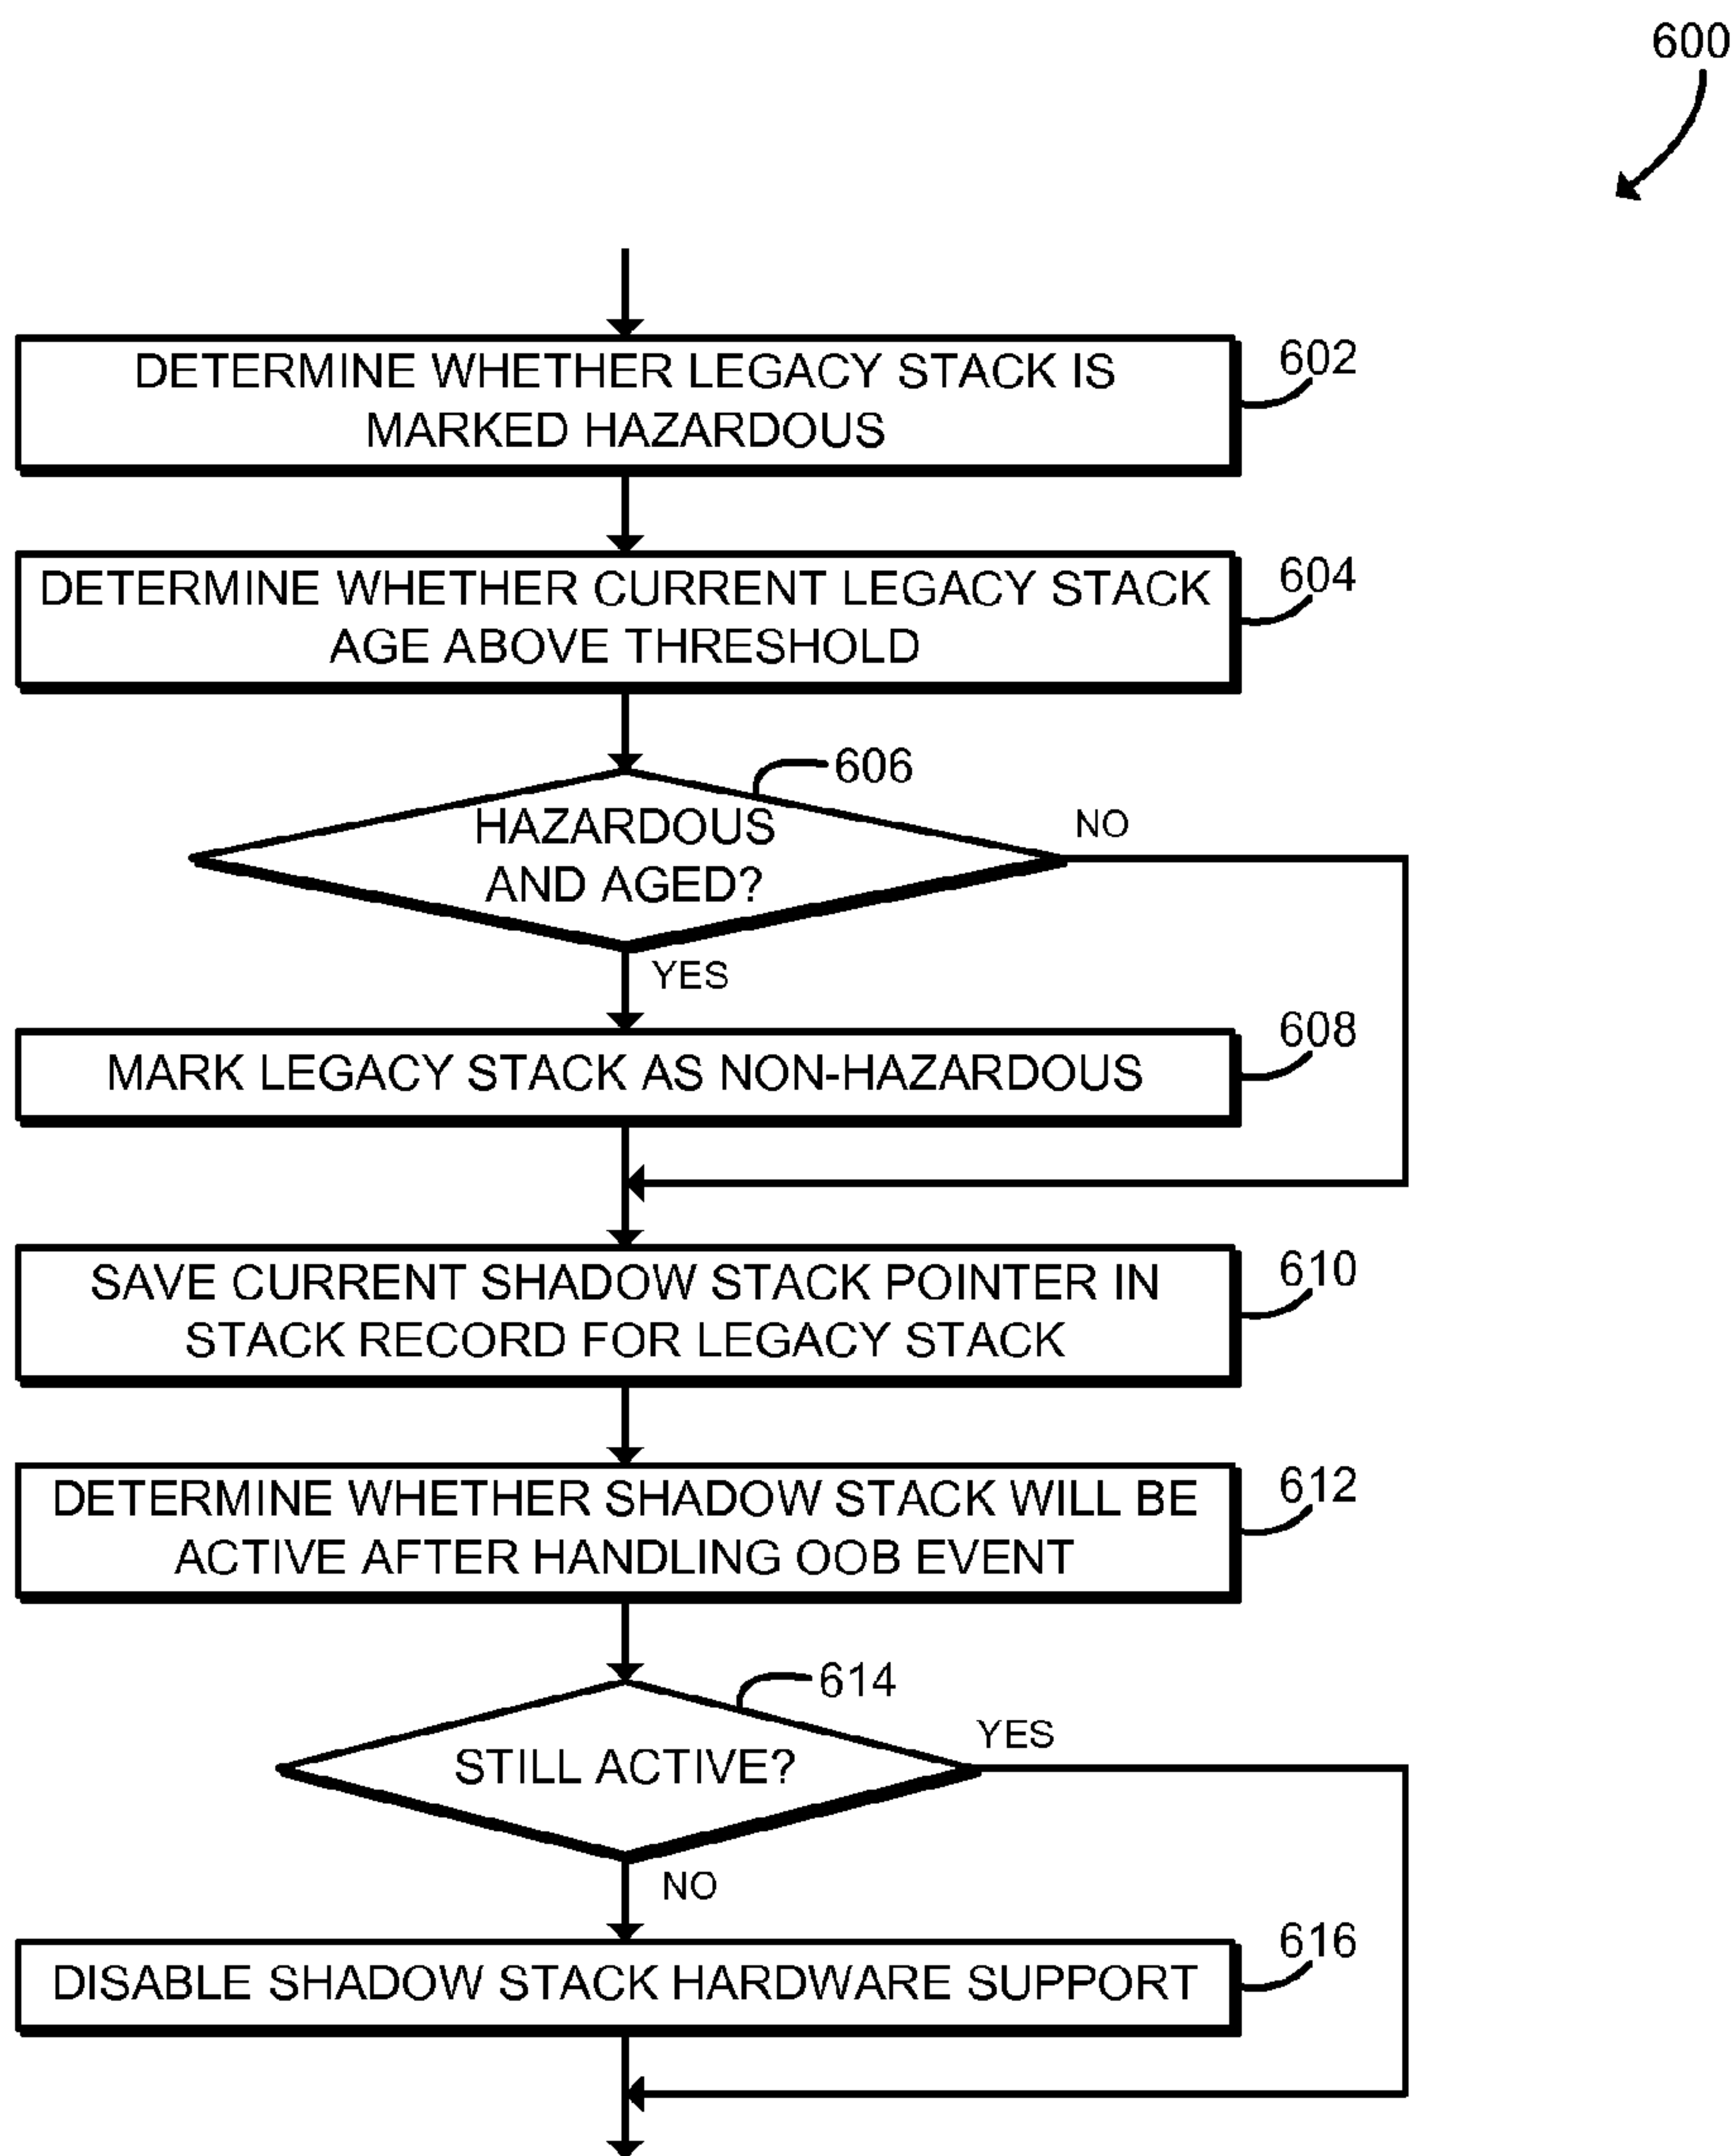 600
DETERMINE WHETHER LEGACY STACK IS
MARKED HAZARDOUS
602
DETERMINE WHETHER CURRENT LEGACY STACK
AGE ABOVE THRESHOLD
604
606
HAZARDOUS
AND AGED?
NO
YES
MARK LEGACY STACK AS NON-HAZARDOUS
608
SAVE CURRENT SHADOW STACK POINTER IN
STACK RECORD FOR LEGACY STACK
610
DETERMINE WHETHER SHADOW STACK WILL BE
ACTIVE AFTER HANDLING OOB EVENT
612
614
STILL ACTIVE?
YES
NO
DISABLE SHADOW STACK HARDWARE SUPPORT
616